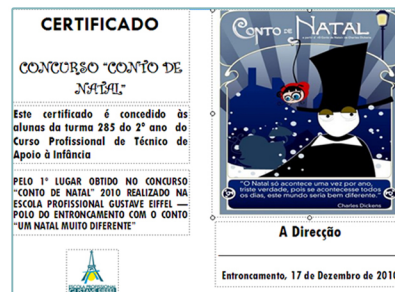 CERTIFICADO
CONCURSO "CONTO DE
NATAL"
Este certificado é concedido às
alunas da turma 285 do 2º ano do
Curso Profissional de Técnico de
Apoio à Infância
PELO 1º LUGAR OBTIDO NO CONCURSO
"CONTO DE NATAL" 2010 REALIZADO NA
ESCOLA PROFISSIONAL GUSTAVE EIFFEL —
POLO DO ENTRONCAMENTO COM O CONTO
"UM NATAL MUITO DIFERENTE"
CONTO DE NATAL
"O Natal só acontece uma vez por ano,
triste verdade, pois se acontecesse todos
os dias, este mundo seria bem diferente."
Charles Dickens
A Direcção
Entroncamento, 17 de Dezembro de 2010